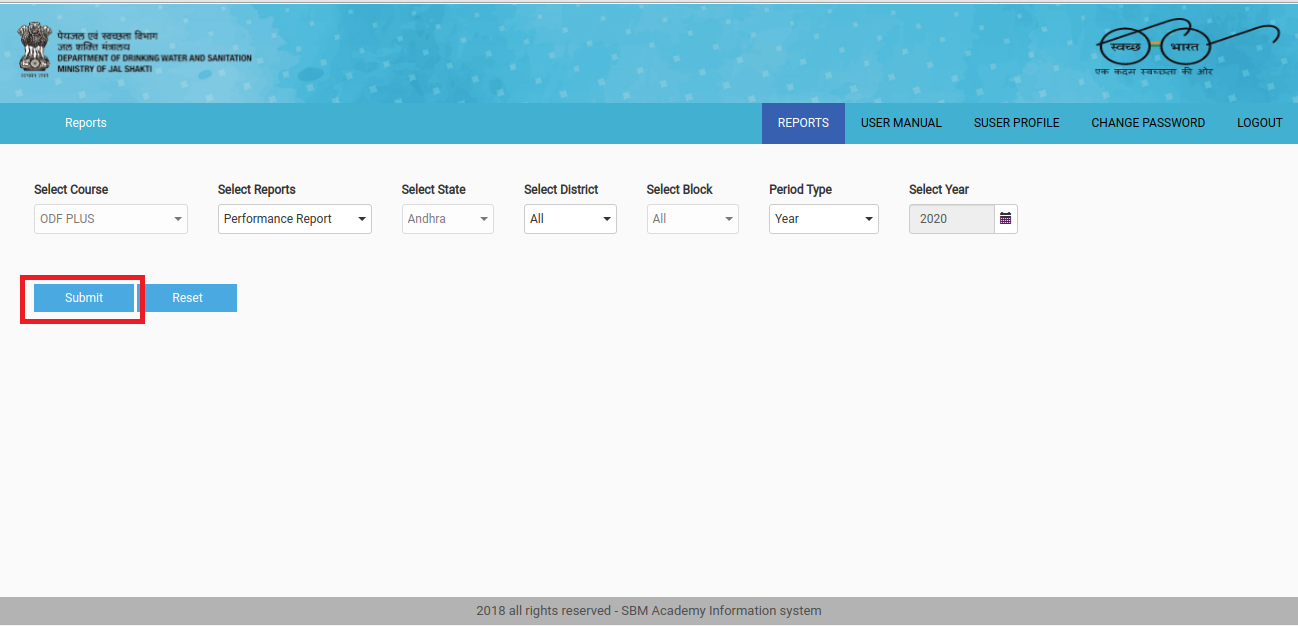 पेयजल एवं स्वच्छता विभाग
जल शक्ति मंत्रालय
DEPARTMENT OF DRINKING WATER AND SANITATION
MINISTRY OF JAL SHAKTI
स्वच्छ भारत
एक कदम स्वच्छता की ओर
Reports
REPORTS USER MANUAL SUSER PROFILE CHANGE PASSWORD LOGOUT
Select Course Select Reports Select State Select District Select Block Period Type Select Year
ODF PLUS Performance Report Andhra All All Year 2020
Submit Reset
2018 all rights reserved - SBM Academy Information system